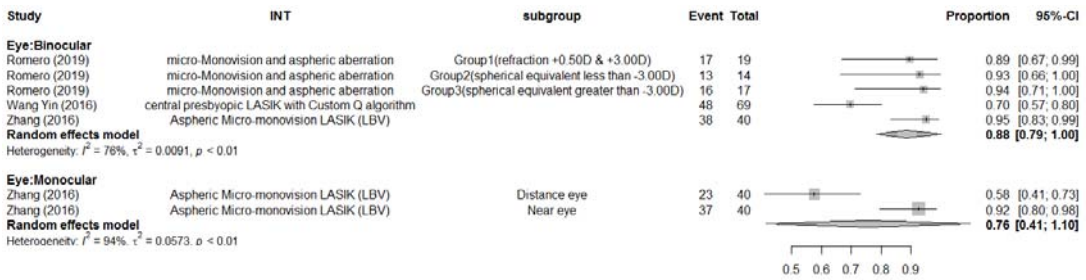 Study INT subgroup Event Total Proportion 95%-CI
Eye:Binocular
Romero (2019) micro-Monovision and aspheric aberration Group1(refraction +0.50D & +3.00D) 17 19 0.89 [0.67; 0.99]
Romero (2019) micro-Monovision and aspheric aberration Group2(spherical equivalent less than -3.00D) 13 14 0.93 [0.66; 1.00]
Romero (2019) micro-Monovision and aspheric aberration Group3(spherical equivalent greater than -3.00D) 16 17 0.94 [0.71; 1.00]
Wang Yin (2016) central presbyopic LASIK with Custom Q algorithm 48 69 0.70 [0.57; 0.80]
Zhang (2016) Aspheric Micro-monovision LASIK (LBV) 38 40 0.95 [0.83; 0.99]
Random effects model 0.88 [0.79; 1.00]
Heterogeneity: I² = 76%, τ² = 0.0091, p < 0.01
Eye:Monocular
Zhang (2016) Aspheric Micro-monovision LASIK (LBV) Distance eye 23 40 0.58 [0.41; 0.73]
Zhang (2016) Aspheric Micro-monovision LASIK (LBV) Near eye 37 40 0.92 [0.80; 0.98]
Random effects model 0.76 [0.41; 1.10]
Heterogeneity: I² = 94%, τ² = 0.0573, p < 0.01
0.5 0.6 0.7 0.8 0.9